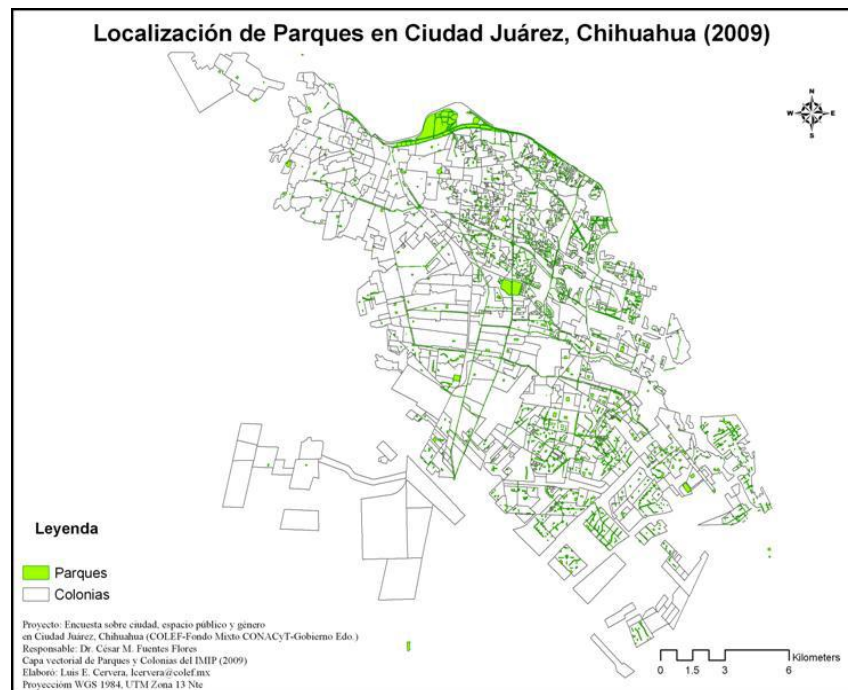 Localización de Parques en Ciudad Juárez, Chihuahua (2009)
N
W E
S
Leyenda
Parques
Colonias
Proyecto: Encuesta sobre ciudad, espacio público y género
en Ciudad Juárez, Chihuahua (COLEF-Fondo Mixto CONACyT-Gobierno Edo.)
Responsable: Dr. César M. Fuentes Flores
Capa vectorial de Parques y Colonias del IMIP (2009)
Elaboró: Luis E. Cervera, lcervera@colef.mx
Proyeccióm WGS 1984, UTM Zona 13 Nte
Kilometers
0 1.5 3 6